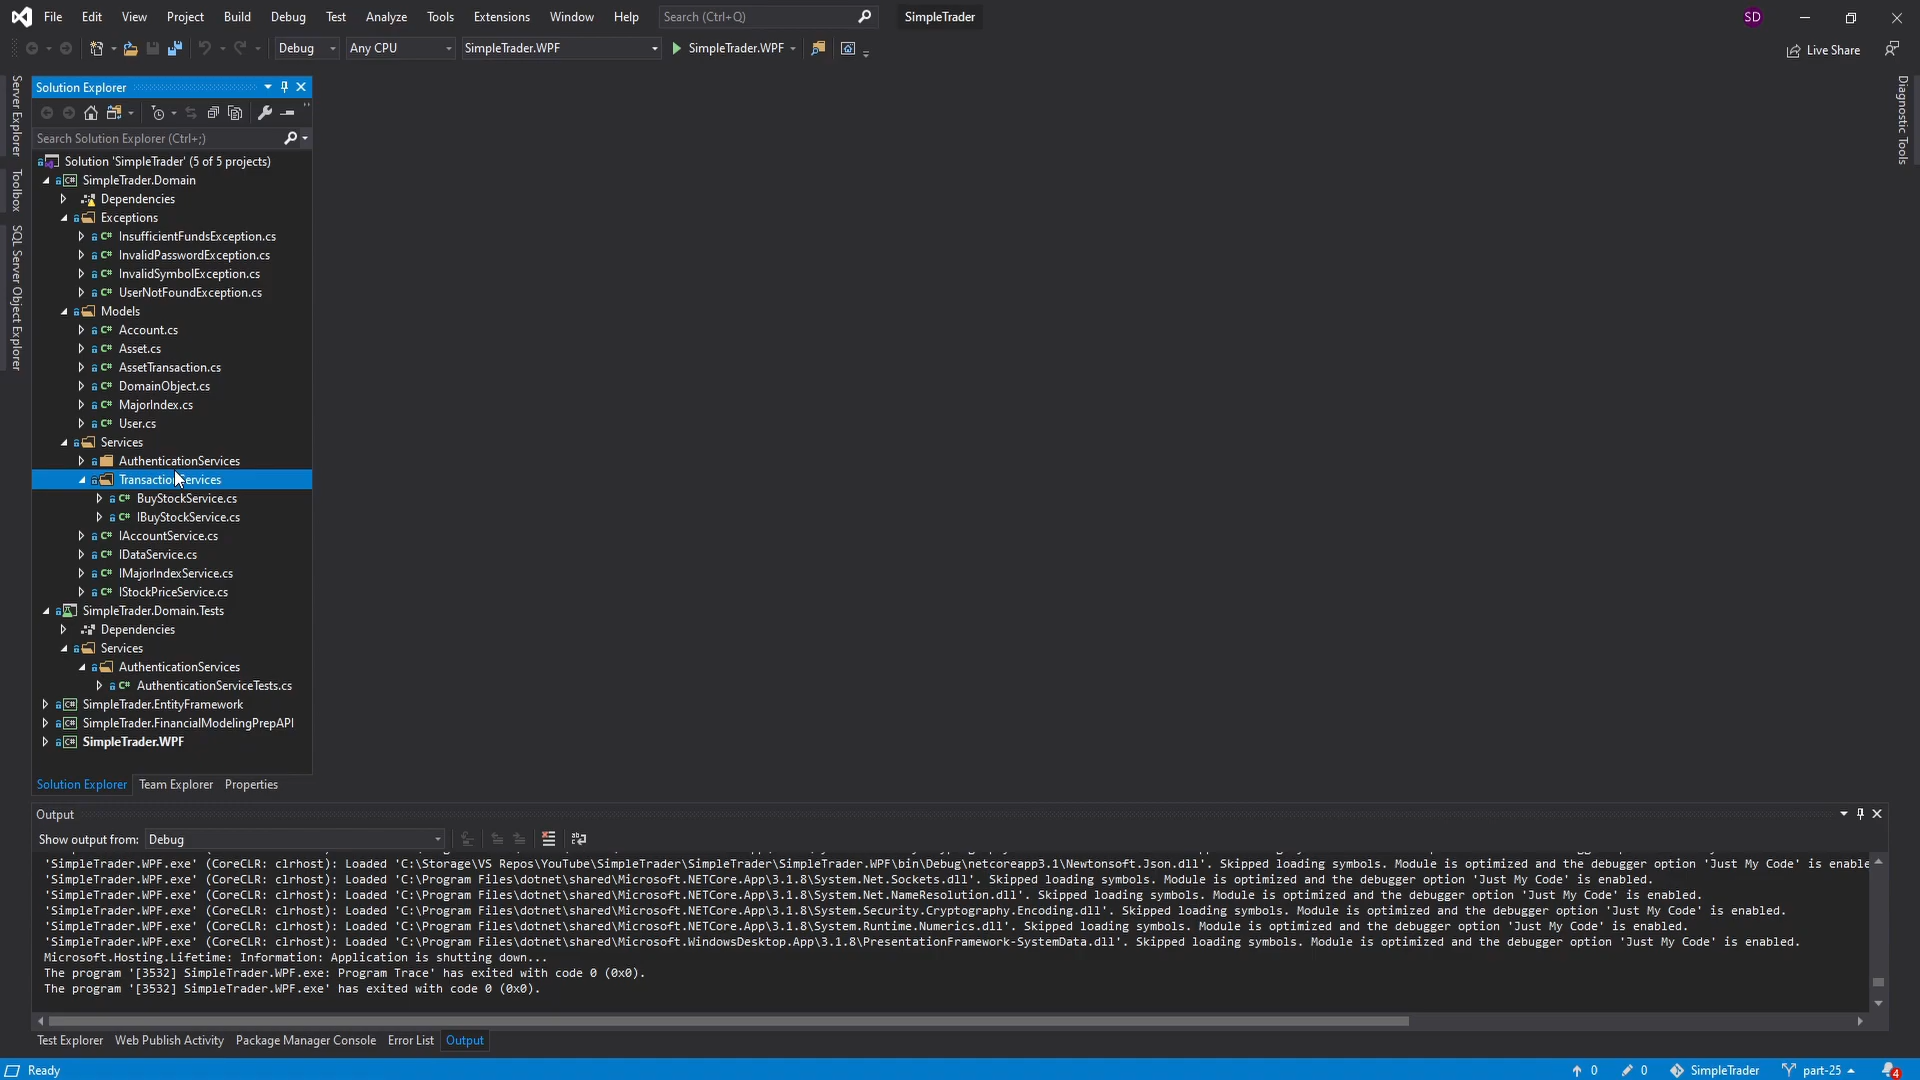 File Edit View Project Build Debug Test Analyze Tools Extensions Window Help Search (Ctrl+Q) SimpleTrader SD
Debug Any CPU SimpleTrader.WPF SimpleTrader.WPF Live Share
Server Explorer
Toolbox
SQL Server Object Explorer
Solution Explorer
Search Solution Explorer (Ctrl+;)
Solution 'SimpleTrader' (5 of 5 projects)
SimpleTrader.Domain
Dependencies
Exceptions
C# InsufficientFundsException.cs
C# InvalidPasswordException.cs
C# InvalidSymbolException.cs
C# UserNotFoundException.cs
Models
C# Account.cs
C# Asset.cs
C# AssetTransaction.cs
C# DomainObject.cs
C# MajorIndex.cs
C# User.cs
Services
AuthenticationServices
C# BuyStockService.cs
C# IBuyStockService.cs
C# IAccountService.cs
C# IDataService.cs
C# IMajorIndexService.cs
C# IStockPriceService.cs
SimpleTrader.Domain.Tests
Dependencies
Services
AuthenticationServices
C# AuthenticationServiceTests.cs
C# SimpleTrader.EntityFramework
C# SimpleTrader.FinancialModelingPrepAPI
C# SimpleTrader.WPF
Solution Explorer Team Explorer Properties
Diagnostic Tools
Output
Show output from: Debug
'SimpleTrader.WPF.exe' (CoreCLR: clrhost): Loaded 'C:\Storage\VS Repos\YouTube\SimpleTrader\SimpleTrader\SimpleTrader.WPF\bin\Debug\netcoreapp3.1\Newtonsoft.Json.dll'. Skipped loading symbols. Module is optimized and the debugger option 'Just My Code' is enable
'SimpleTrader.WPF.exe' (CoreCLR: clrhost): Loaded 'C:\Program Files\dotnet\shared\Microsoft.NETCore.App\3.1.8\System.Net.Sockets.dll'. Skipped loading symbols. Module is optimized and the debugger option 'Just My Code' is enabled.
'SimpleTrader.WPF.exe' (CoreCLR: clrhost): Loaded 'C:\Program Files\dotnet\shared\Microsoft.NETCore.App\3.1.8\System.Net.NameResolution.dll'. Skipped loading symbols. Module is optimized and the debugger option 'Just My Code' is enabled.
'SimpleTrader.WPF.exe' (CoreCLR: clrhost): Loaded 'C:\Program Files\dotnet\shared\Microsoft.NETCore.App\3.1.8\System.Security.Cryptography.Encoding.dll'. Skipped loading symbols. Module is optimized and the debugger option 'Just My Code' is enabled.
'SimpleTrader.WPF.exe' (CoreCLR: clrhost): Loaded 'C:\Program Files\dotnet\shared\Microsoft.NETCore.App\3.1.8\System.Runtime.Numerics.dll'. Skipped loading symbols. Module is optimized and the debugger option 'Just My Code' is enabled.
'SimpleTrader.WPF.exe' (CoreCLR: clrhost): Loaded 'C:\Program Files\dotnet\shared\Microsoft.WindowsDesktop.App\3.1.8\PresentationFramework-SystemData.dll'. Skipped loading symbols. Module is optimized and the debugger option 'Just My Code' is enabled.
Microsoft.Hosting.Lifetime: Information: Application is shutting down...
The program '[3532] SimpleTrader.WPF.exe: Program Trace' has exited with code 0 (0x0).
The program '[3532] SimpleTrader.WPF.exe' has exited with code 0 (0x0).
Test Explorer Web Publish Activity Package Manager Console Error List Output
Ready 0 0 SimpleTrader part-25 4